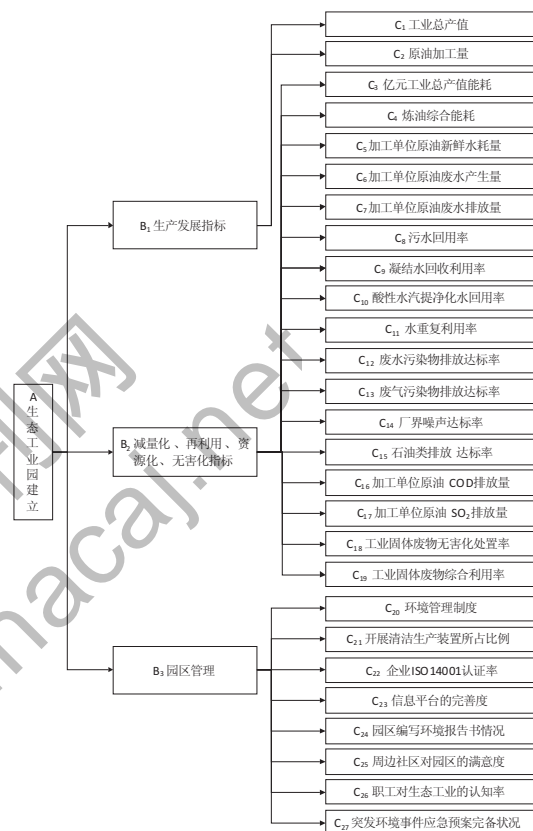 A
生
态
工
业
园
建
立
B₁ 生产发展指标
B₂ 减量化 、再利用 、资
源化 、无害化指标
B₃ 园区管理
C₁ 工业总产值
C₂ 原油加工量
C₃ 亿元工业总产值能耗
C₄ 炼油综合能耗
C₅ 加工单位原油新鲜水耗量
C₆ 加工单位原油废水产生量
C₇ 加工单位原油废水排放量
C₈ 污水回用率
C₉ 凝结水回收利用率
C₁₀ 酸性水汽提净化水回用率
C₁₁ 水重复利用率
C₁₂ 废水污染物排放达标率
C₁₃ 废气污染物排放达标率
C₁₄ 厂界噪声达标率
C₁₅ 石油类排放 达标率
C₁₆ 加工单位原油 COD排放量
C₁₇ 加工单位原油 SO₂排放量
C₁₈ 工业固体废物无害化处置率
C₁₉ 工业固体废物综合利用率
C₂₀ 环境管理制度
C₂₁ 开展清洁生产装置所占比例
C₂₂ 企业ISO14001认证率
C₂₃ 信息平台的完善度
C₂₄ 园区编写环境报告书情况
C₂₅ 周边社区对园区的满意度
C₂₆ 职工对生态工业的认知率
C₂₇ 突发环境事件应急预案完备状况
刊网
macaj.net